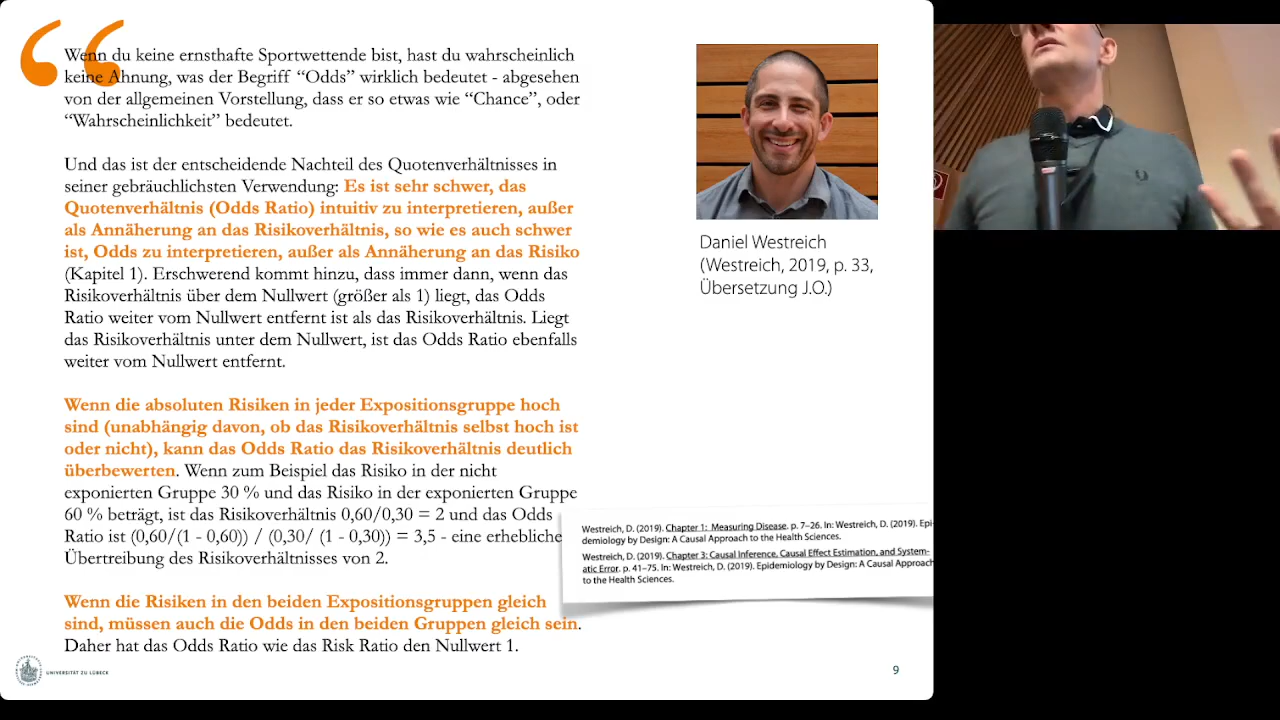 Wenn du keine ernsthafte Sportwettende bist, hast du wahrscheinlich
keine Ahnung, was der Begriff “Odds” wirklich bedeutet - abgesehen
von der allgemeinen Vorstellung, dass er so etwas wie “Chance”, oder
“Wahrscheinlichkeit” bedeutet.
Und das ist der entscheidende Nachteil des Quotenverhältnisses in
seiner gebräuchlichsten Verwendung: Es ist sehr schwer, das
Quotenverhältnis (Odds Ratio) intuitiv zu interpretieren, außer
als Annäherung an das Risikoverhältnis, so wie es auch schwer
ist, Odds zu interpretieren, außer als Annäherung an das Risiko
(Kapitel 1). Erschwerend kommt hinzu, dass immer dann, wenn das
Risikoverhältnis über dem Nullwert (größer als 1) liegt, das Odds
Ratio weiter vom Nullwert entfernt ist als das Risikoverhältnis. Liegt
das Risikoverhältnis unter dem Nullwert, ist das Odds Ratio ebenfalls
weiter vom Nullwert entfernt.
Wenn die absoluten Risiken in jeder Expositionsgruppe hoch
sind (unabhängig davon, ob das Risikoverhältnis selbst hoch ist
oder nicht), kann das Odds Ratio das Risikoverhältnis deutlich
überbewerten. Wenn zum Beispiel das Risiko in der nicht
exponierten Gruppe 30 % und das Risiko in der exponierten Gruppe
60 % beträgt, ist das Risikoverhältnis 0,60/0,30 = 2 und das Odds
Ratio ist (0,60/(1 - 0,60)) / (0,30/ (1 - 0,30)) = 3,5 - eine erhebliche
Übertreibung des Risikoverhältnisses von 2.
Wenn die Risiken in den beiden Expositionsgruppen gleich
sind, müssen auch die Odds in den beiden Gruppen gleich sein.
Daher hat das Odds Ratio wie das Risk Ratio den Nullwert 1.
Daniel Westreich
(Westreich, 2019, p. 33,
Übersetzung J.O.)
Westreich, D. (2019). Chapter 1: Measuring Disease. p. 7–26. In: Westreich, D. (2019). Epi-
demiology by Design: A Causal Approach to the Health Sciences.
Westreich, D. (2019). Chapter 3: Causal Inference, Causal Effect Estimation, and System-
atic Error. p. 41–75. In: Westreich, D. (2019). Epidemiology by Design: A Causal Approach
to the Health Sciences.
UNIVERSITÄT ZU LÜBECK
9